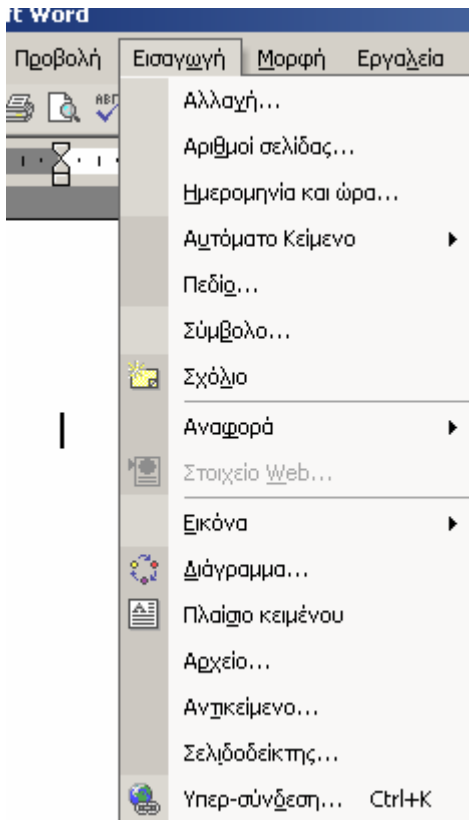 it Word
Προβολή Εισαγωγή Μορφή Εργαλεία
Αλλαγή...
Αριθμοί σελίδας...
Ημερομηνία και ώρα...
Αυτόματο Κείμενο
Πεδίο...
Σύμβολο...
Σχόλιο
Αναφορά
Στοιχείο Web...
Εικόνα
Διάγραμμα...
Πλαίσιο κειμένου
Αρχείο...
Αντικείμενο...
Σελιδοδείκτης...
Υπερ-σύνδεση... Ctrl+K